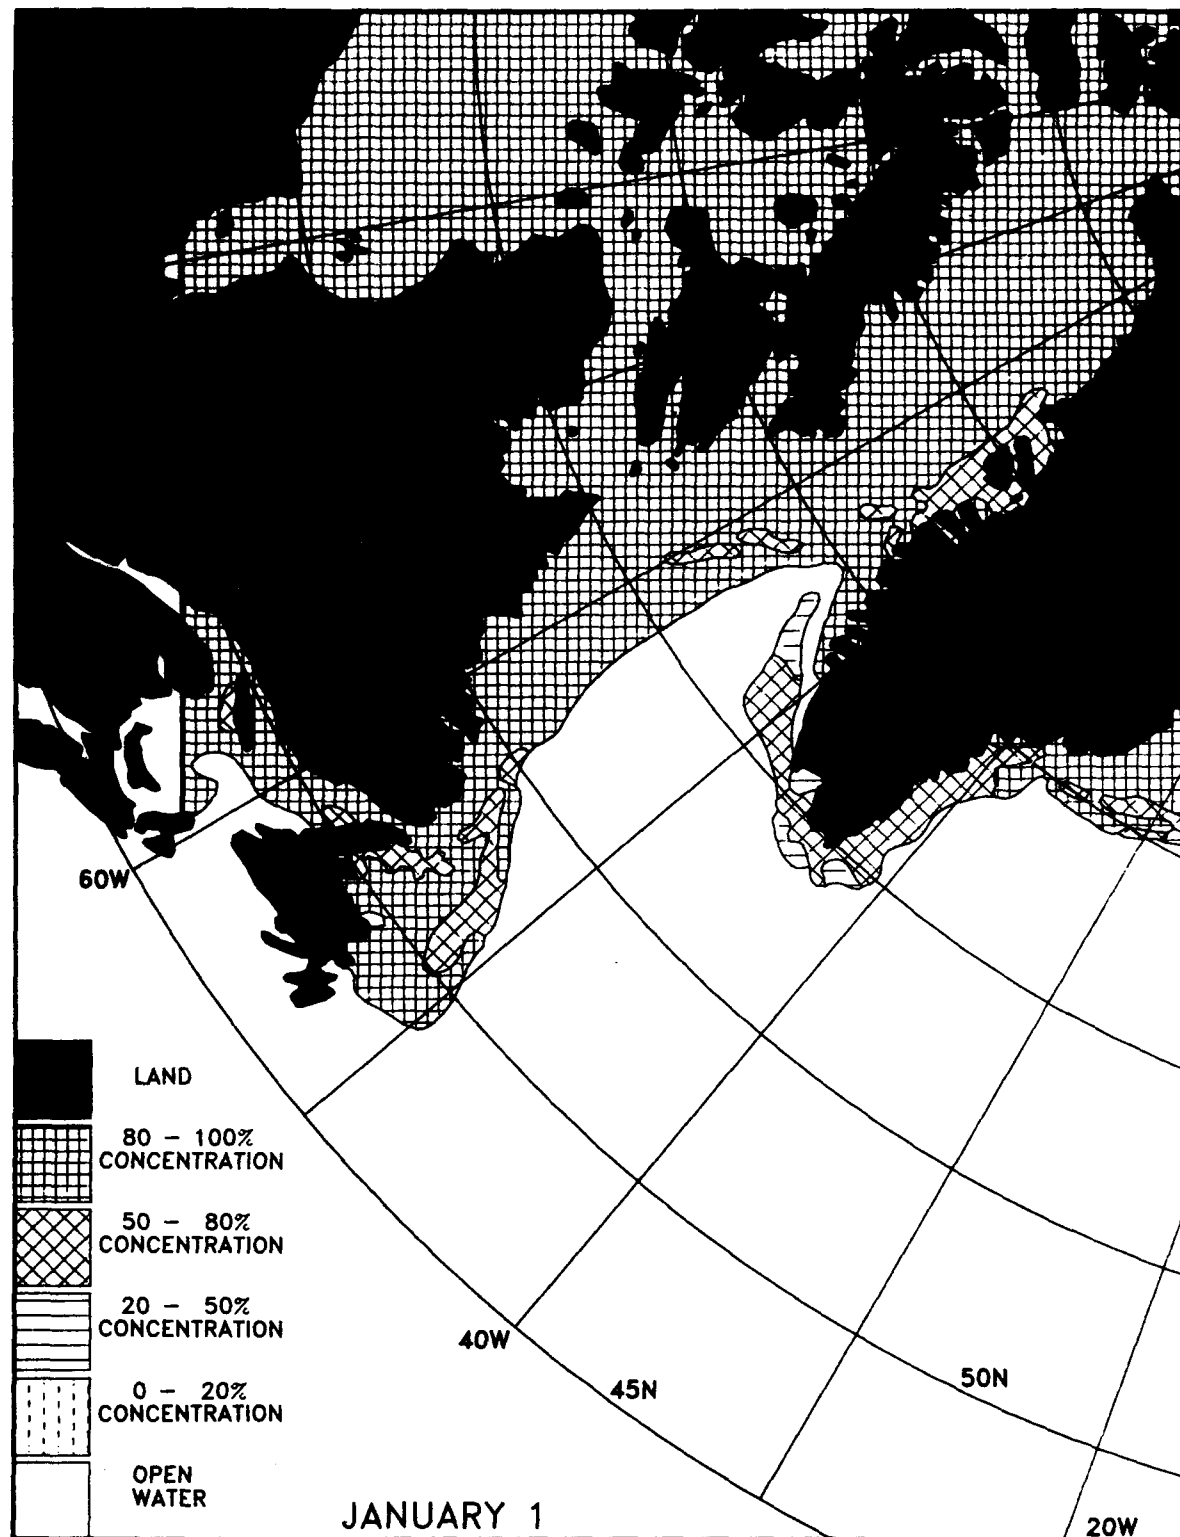 60W
LAND
80 - 100%
CONCENTRATION
50 - 80%
CONCENTRATION
20 - 50%
CONCENTRATION
40W
45N
50N
0 - 20%
CONCENTRATION
OPEN
WATER
JANUARY 1
20W